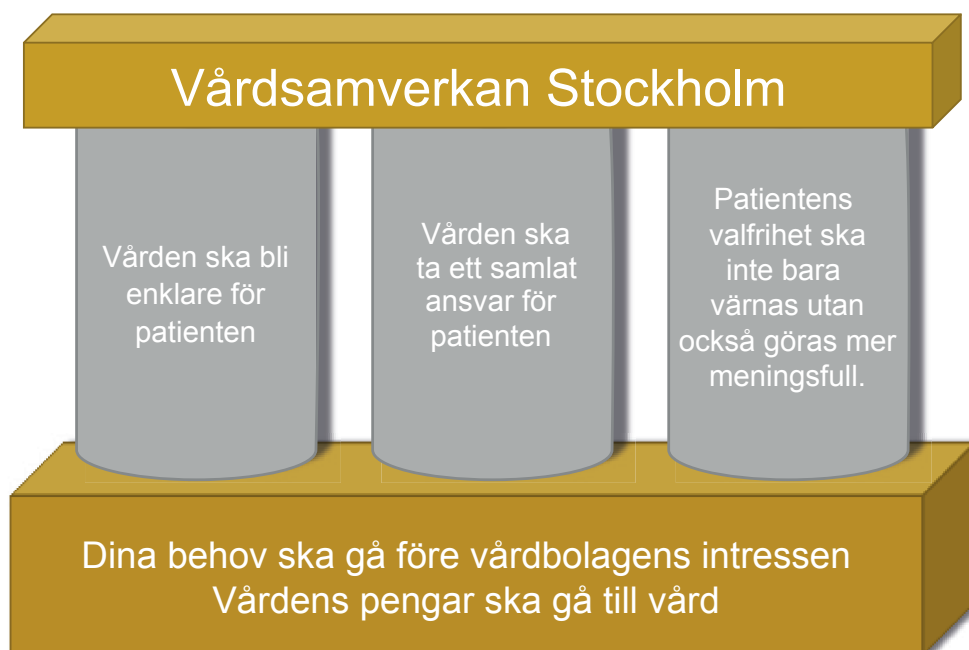 Vårdsamverkan Stockholm
Vården ska bli
enklare för
patienten
Vården ska
ta ett samlat
ansvar för
patienten
Patientens
valfrihet ska
inte bara
värnas utan
också göras mer
meningsfull.
Dina behov ska gå före vårdbolagens intressen
Vårdens pengar ska gå till vård